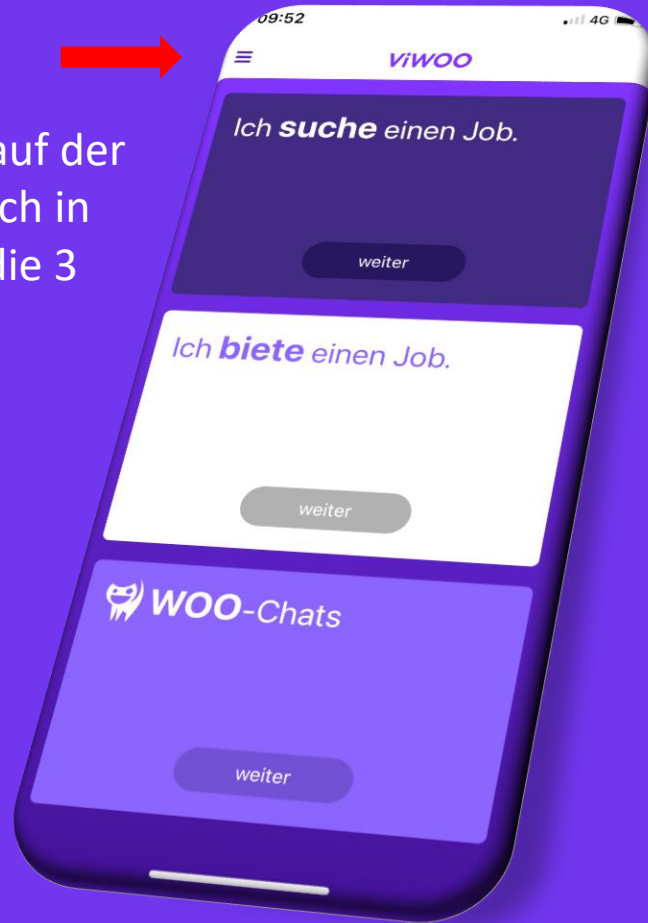 09:52
4G
ViWOO
auf der
ch in
die 3
Ich suche einen Job.
weiter
Ich biete einen Job.
weiter
WOO-Chats
weiter